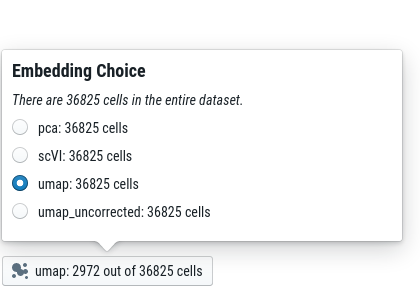 Embedding Choice
There are 36825 cells in the entire dataset.
pca: 36825 cells
scVI: 36825 cells
umap: 36825 cells
umap_uncorrected: 36825 cells
umap: 2972 out of 36825 cells